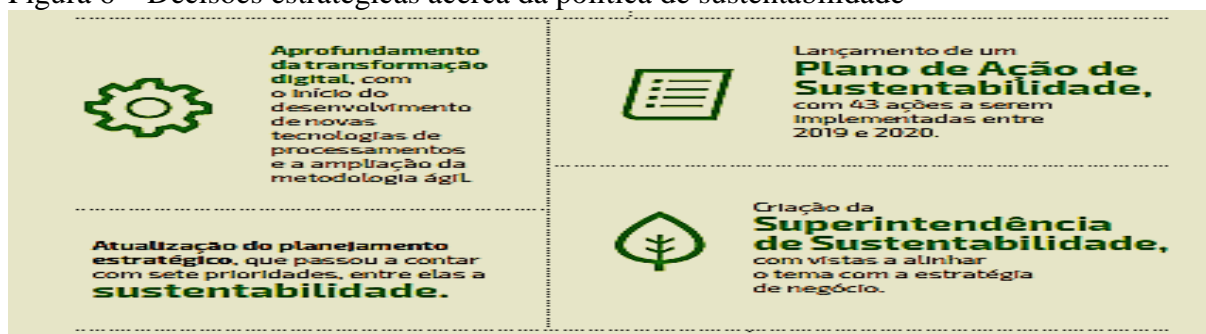 Figura 6 – Decisões estratégicas acerca da política de sustentabilidade
Aprofundamento
da transformação
digital, com
o início do
desenvolvimento
de novas
tecnologias de
processamentos
e a ampliação da
metodologia ágil.
Atualização do planejamento
estratégico, que passou a contar
com sete prioridades, entre elas a
sustentabilidade.
Lançamento de um
Plano de Ação de
Sustentabilidade,
com 43 ações a serem
implementadas entre
2019 e 2020.
Criação da
Superintendência
de Sustentabilidade,
com vistas a alinhar
o tema com a estratégia
de negócio.